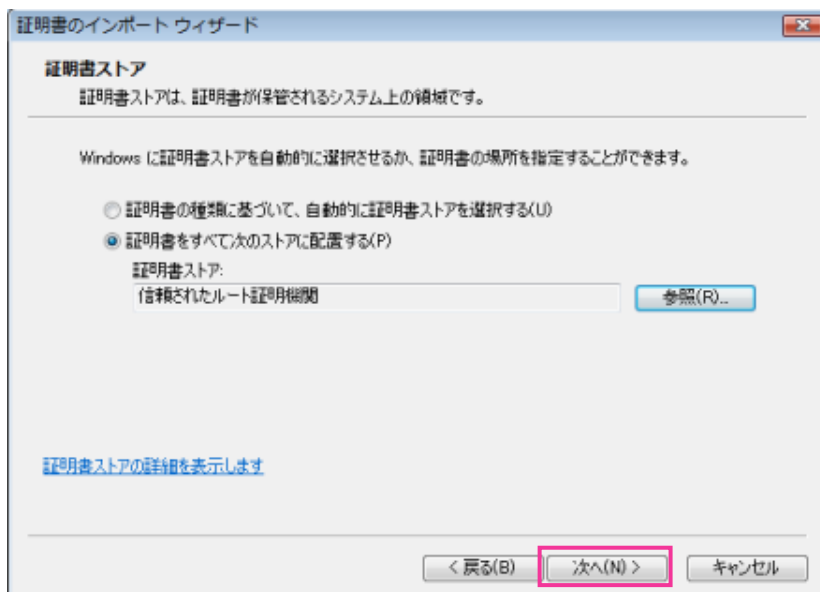 証明書のインポート ウィザード
証明書ストア
証明書ストアは、証明書が保管されるシステム上の領域です。
Windows に証明書ストアを自動的に選択させるか、証明書の場所を指定することができます。
証明書の種類に基づいて、自動的に証明書ストアを選択する(U)
証明書をすべて次のストアに配置する(P)
証明書ストア:
信頼されたルート証明機関
参照(R)...
証明書ストアの詳細を表示します
< 戻る(B)
次へ(N) >
キャンセル